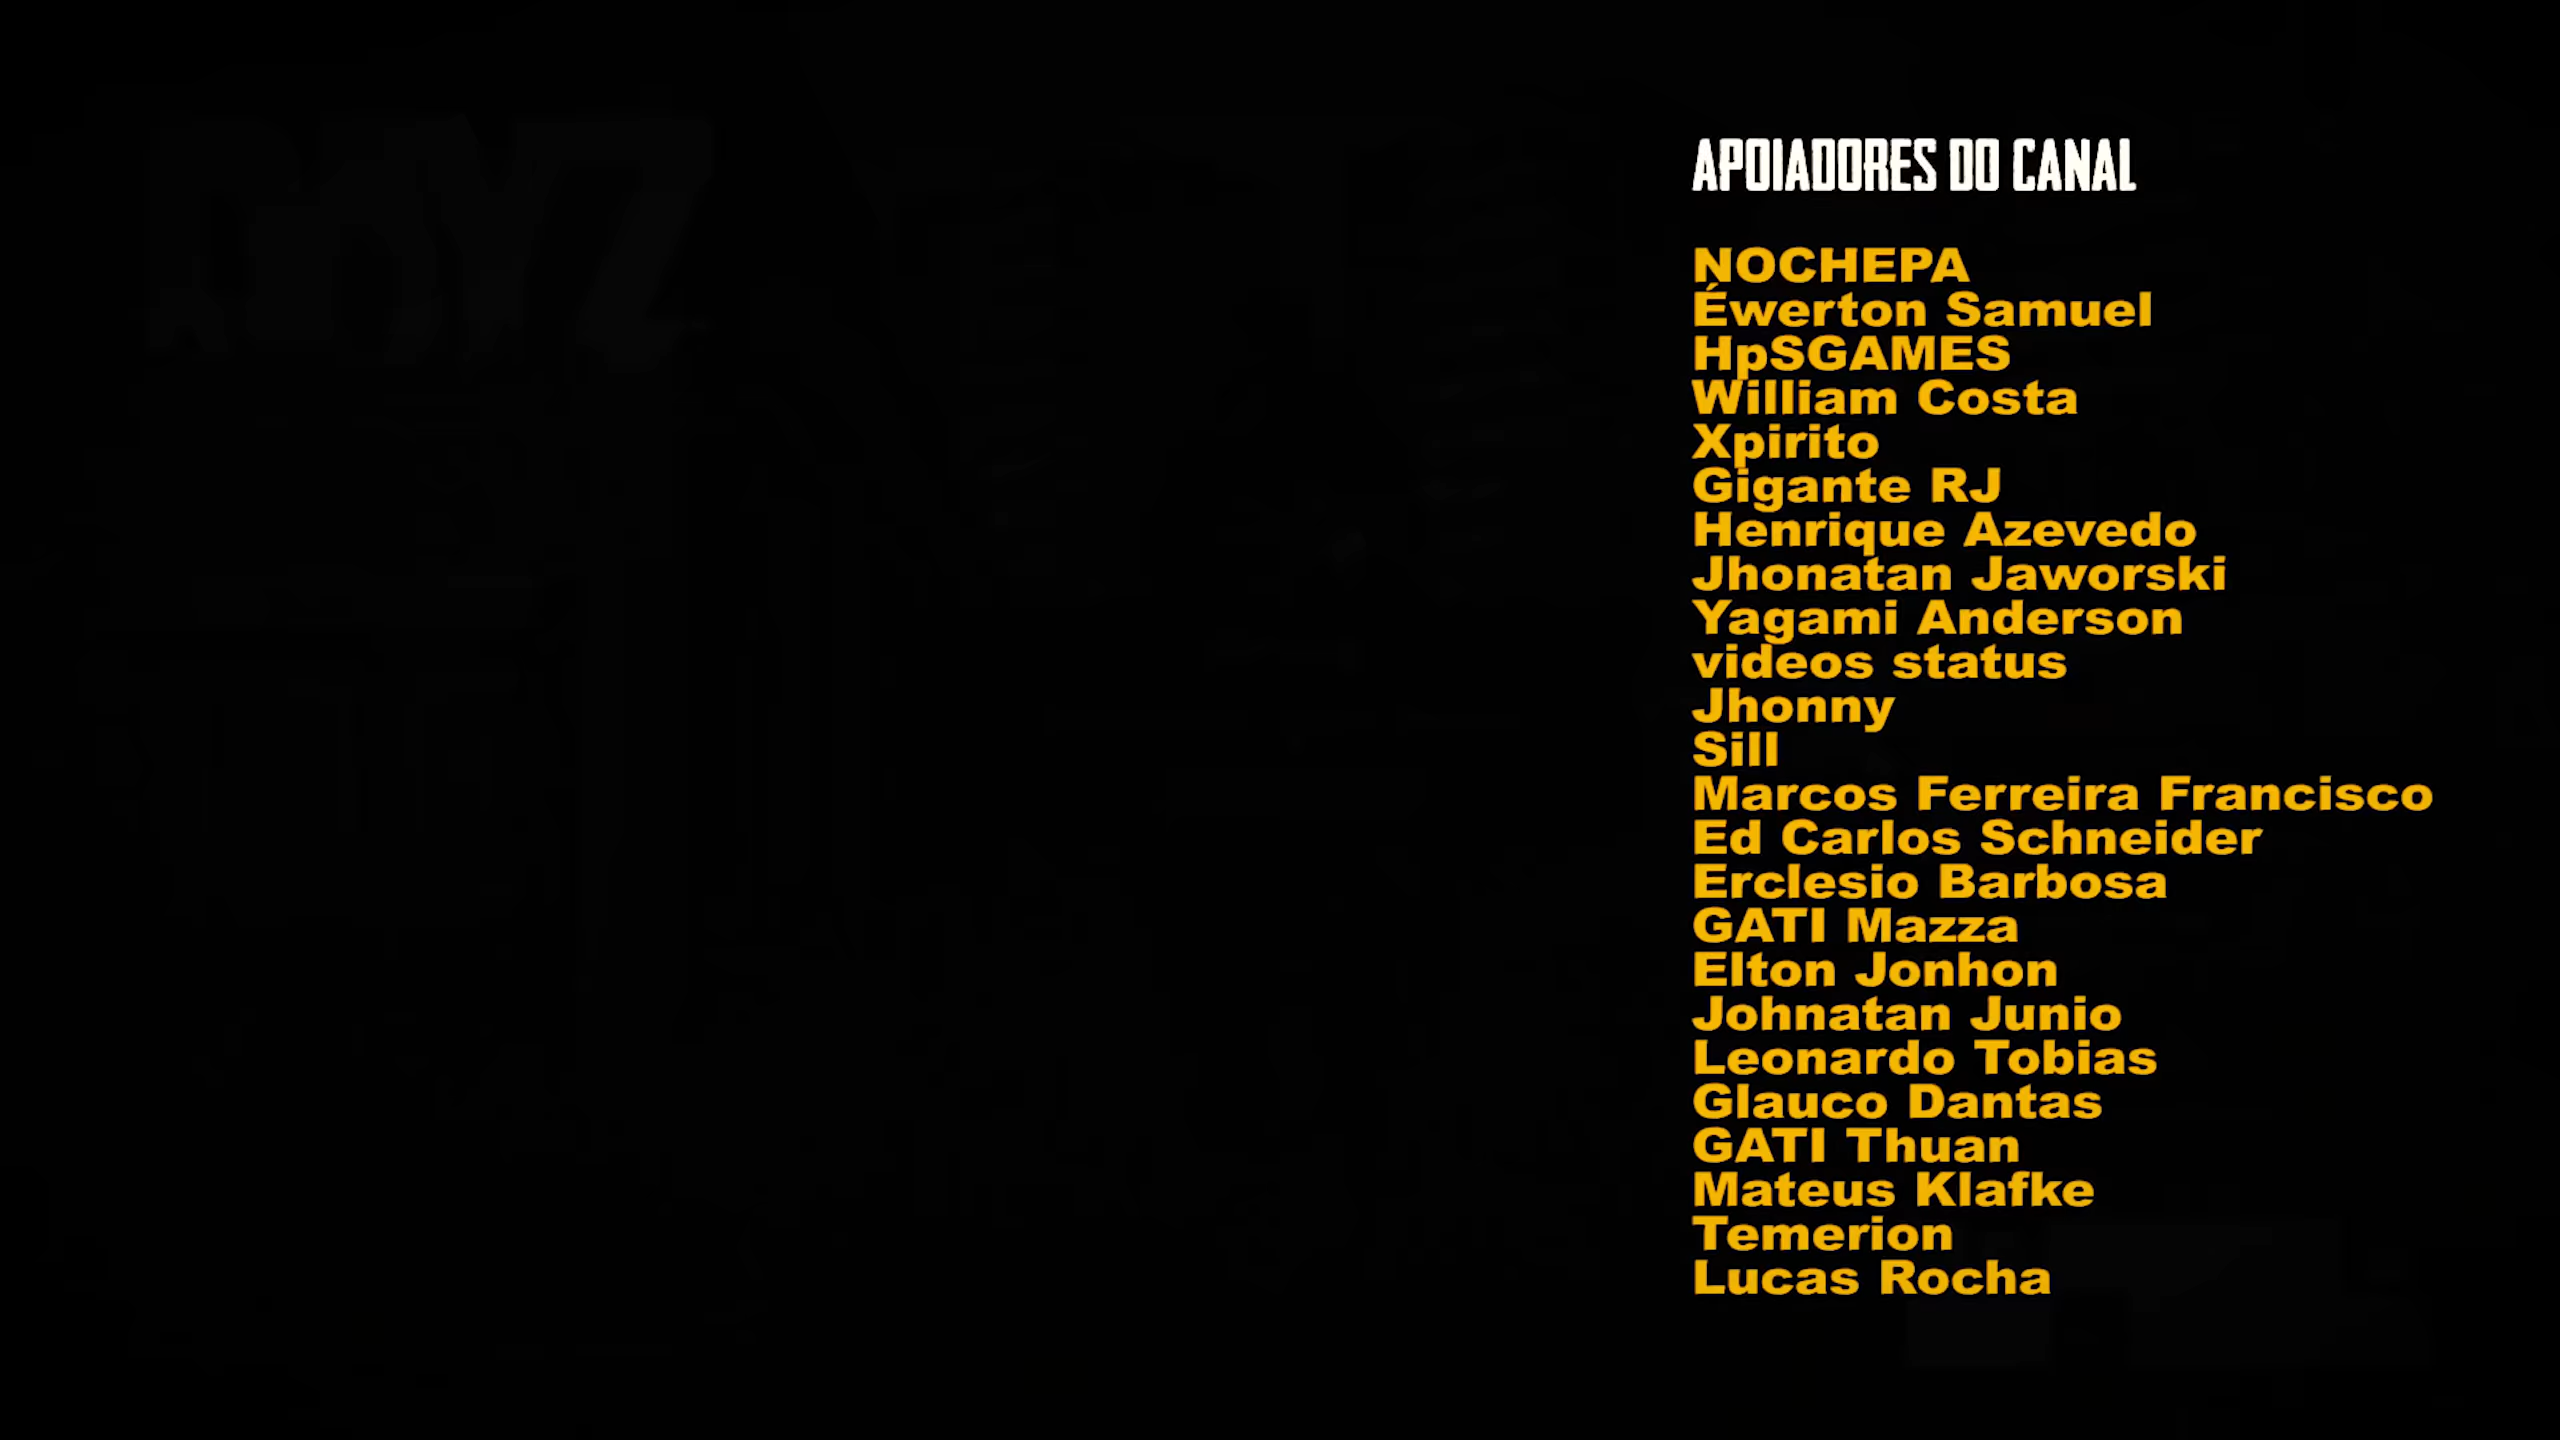 APOIADORES DO CANAL
NOCHEPA
Éwerton Samuel
HpSGAMES
William Costa
Xpirito
Gigante RJ
Henrique Azevedo
Jhonatan Jaworski
Yagami Anderson
videos status
Jhonny
Sill
Marcos Ferreira Francisco
Ed Carlos Schneider
Erclesio Barbosa
GATI Mazza
Elton Jonhon
Johnatan Junio
Leonardo Tobias
Glauco Dantas
GATI Thuan
Mateus Klafke
Temerion
Lucas Rocha